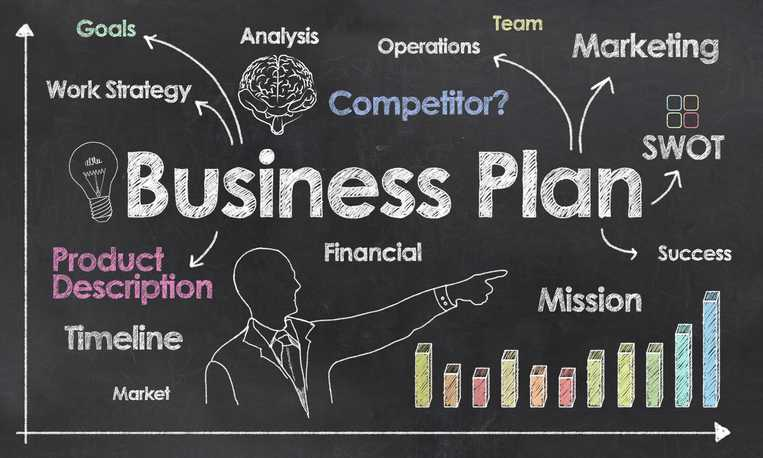 Goals
Analysis
Team
Operations
Marketing
Work Strategy
Competitor?
SWOT
Business Plan
Product
Description
Financial
Success
Mission
Timeline
Market